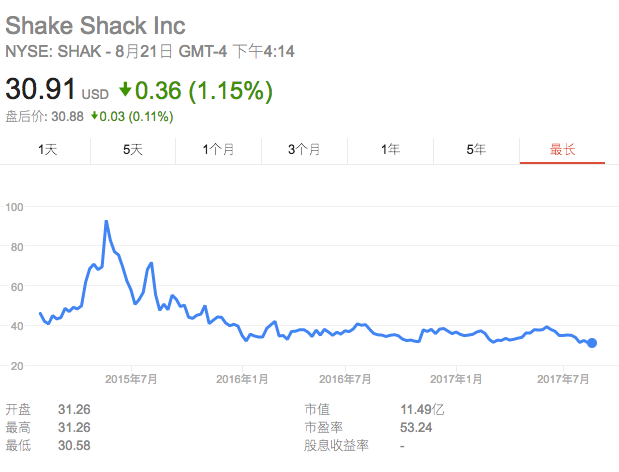 Shake Shack Inc
NYSE: SHAK - 8月21日 GMT-4 下午4:14
30.91 USD ↓0.36 (1.15%)
盘后价: 30.88 ↓0.03 (0.11%)
1天 5天 1个月 3个月 1年 5年 最长
100
80
60
40
20
2015年7月 2016年1月 2016年7月 2017年1月 2017年7月
开盘 31.26 市值 11.49亿
最高 31.26 市盈率 53.24
最低 30.58 股息收益率 -